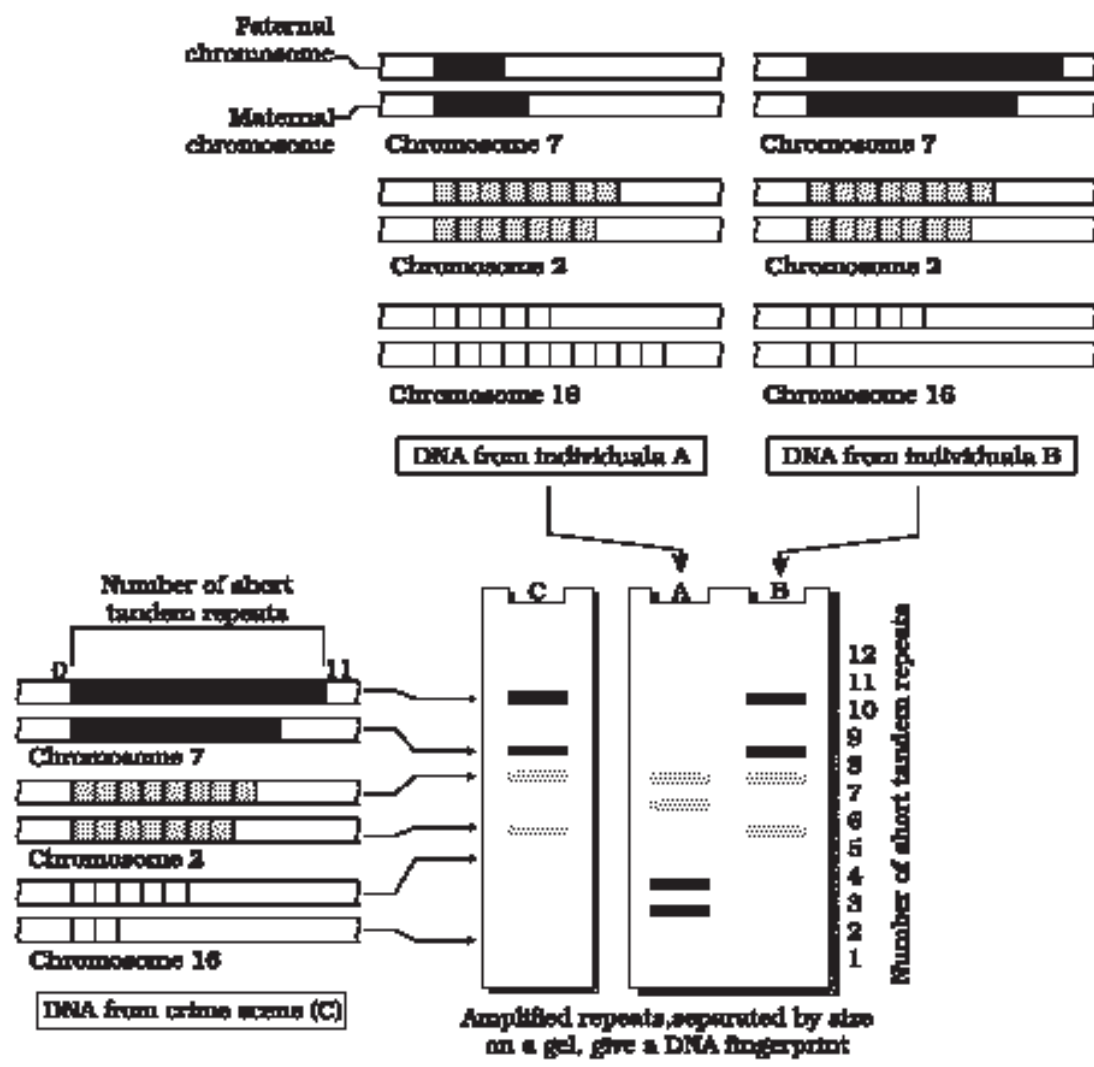 Paternal
chromosome
Maternal
chromosome
Chromosome 7
Chromosome 7
Chromosome 2
Chromosome 2
Chromosome 16
Chromosome 16
DNA from individuala A
DNA from individuala B
Number of short
tandem repeats
0
11
C
A
B
12
11
10
9
8
7
6
5
4
3
2
1
Number of short tandem repeats
Chromosome 7
Chromosome 2
Chromosome 16
DNA from crime scene (C)
Amplified repeats,separated by size
on a gel, give a DNA fingerprint